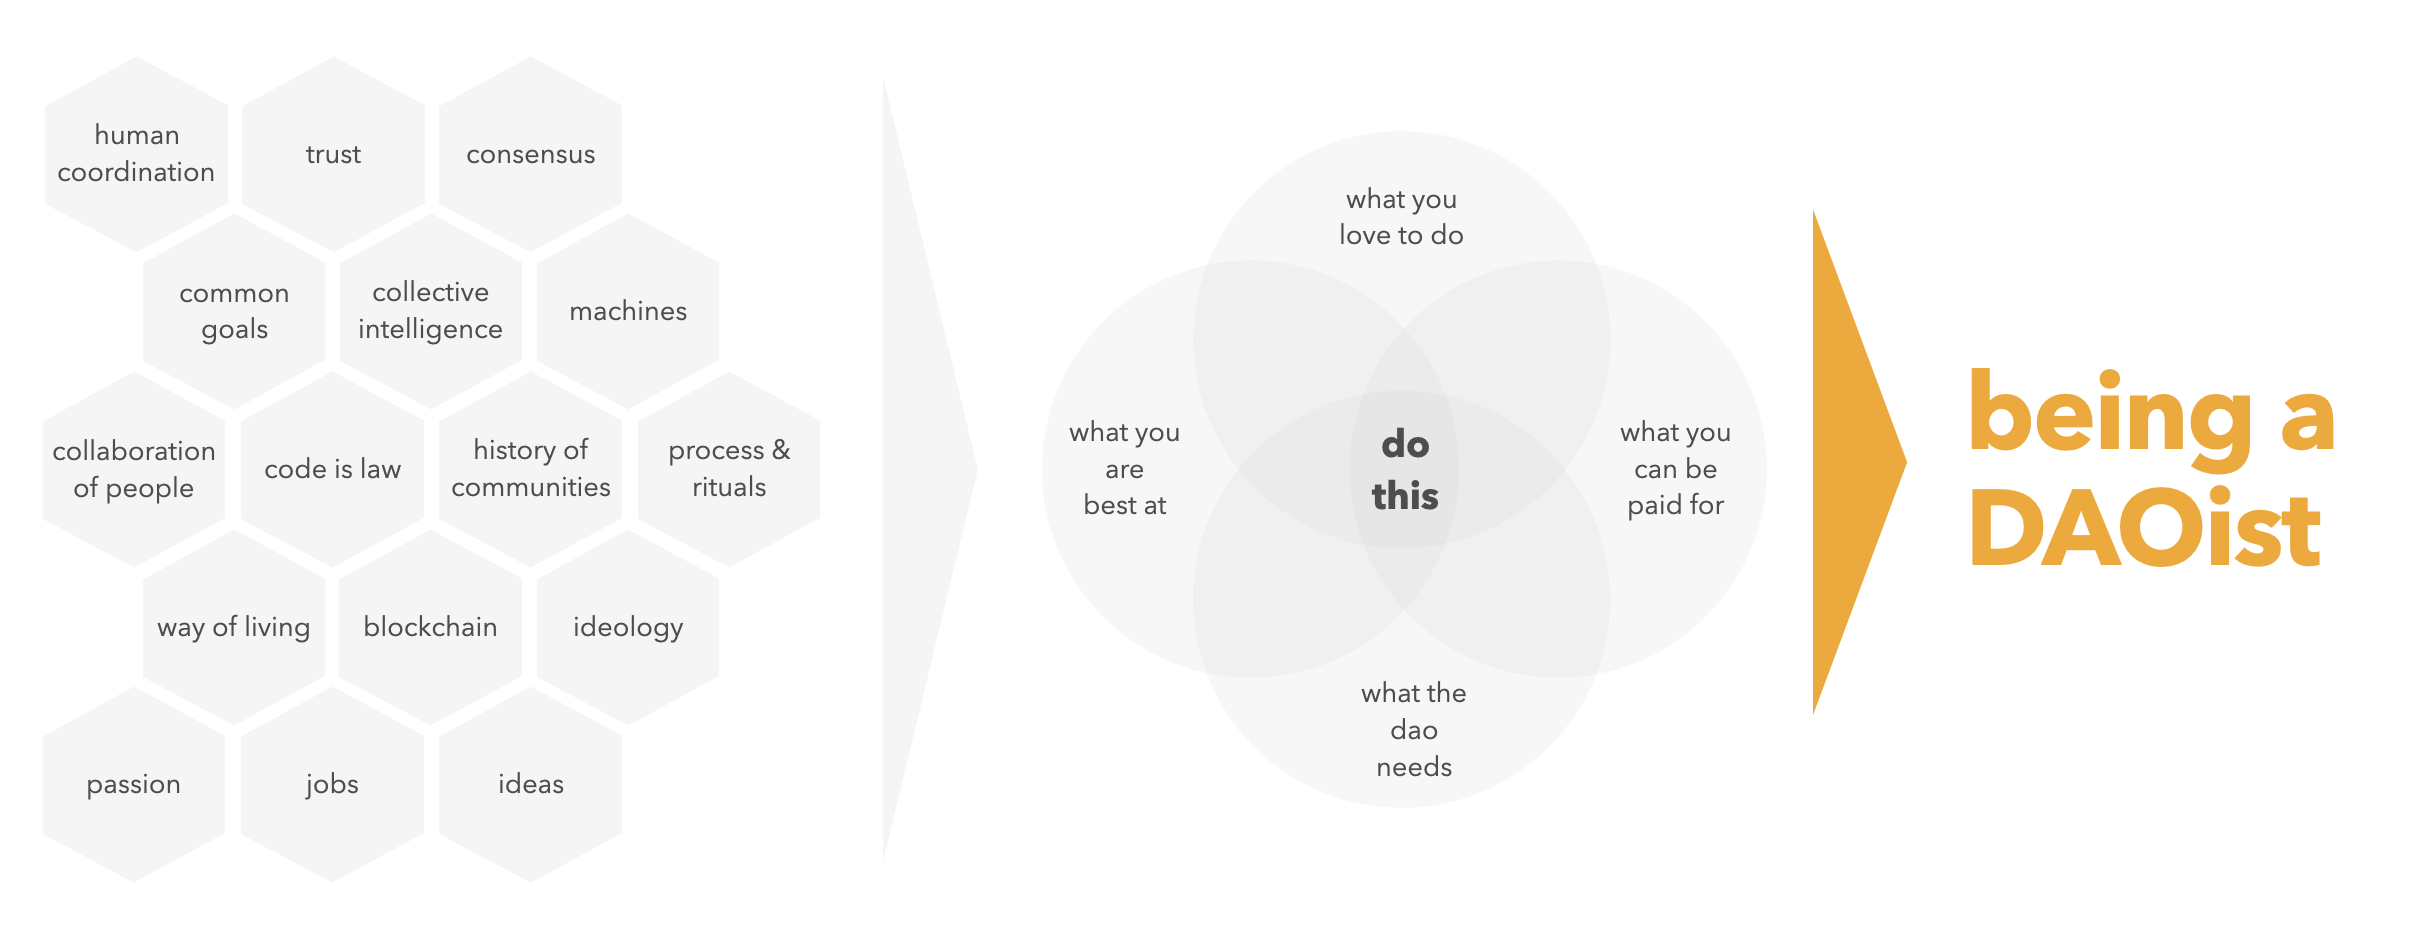 human
coordination
trust
consensus
common
goals
collective
intelligence
machines
collaboration
of people
code is law
history of
communities
process &
rituals
way of living
blockchain
ideology
passion
jobs
ideas
what you
love to do
what you
are
best at
do
this
what you
can be
paid for
what the
dao
needs
being a
DAOist